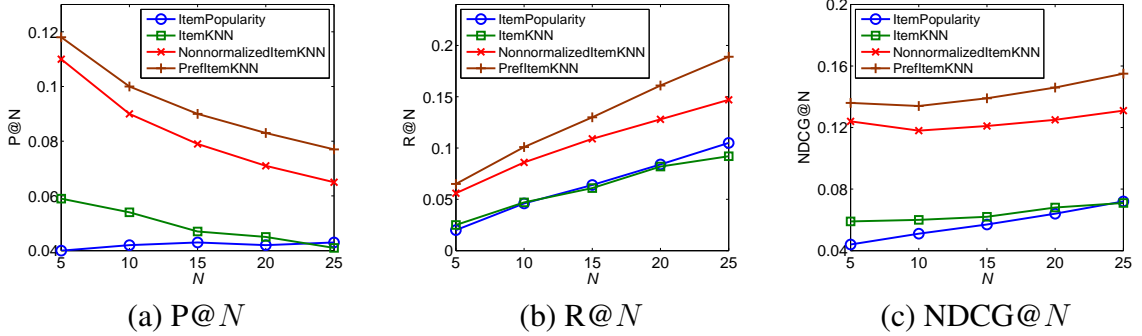 ItemPopularity
ItemKNN
NonnormalizedItemKNN
PrefItemKNN
0.12
0.1
0.08
0.06
0.04
P@N
5 10 15 20 25
N
(a) P@N
ItemPopularity
ItemKNN
NonnormalizedItemKNN
PrefItemKNN
0.2
0.15
0.1
0.05
0
R@N
5 10 15 20 25
N
(b) R@N
ItemPopularity
ItemKNN
NonnormalizedItemKNN
PrefItemKNN
0.2
0.16
0.12
0.08
0.04
NDCG@N
5 10 15 20 25
N
(c) NDCG@N